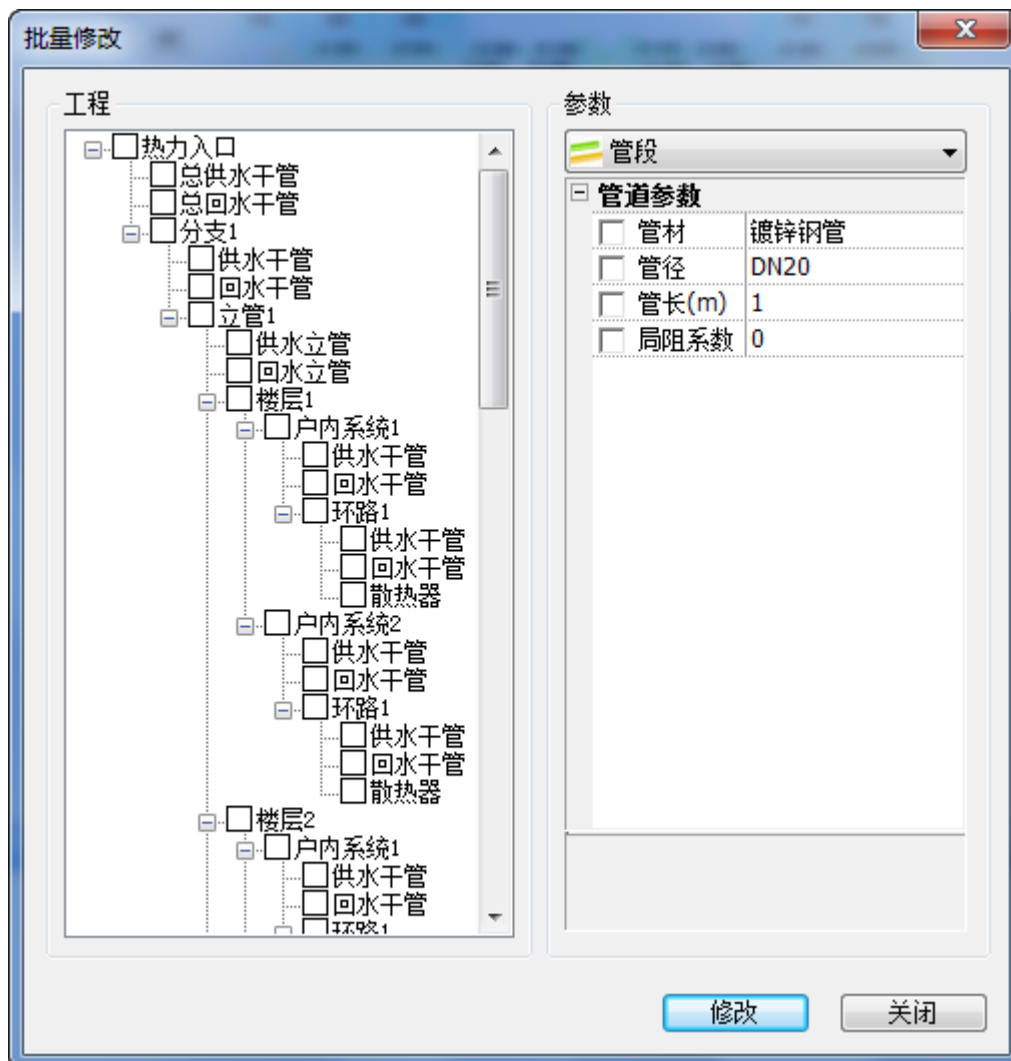 批量修改
工程
热力入口
总供水干管
总回水干管
分支1
供水干管
回水干管
立管1
供水立管
回水立管
楼层1
户内系统1
供水干管
回水干管
环路1
供水干管
回水干管
散热器
户内系统2
供水干管
回水干管
环路1
供水干管
回水干管
散热器
楼层2
户内系统1
供水干管
回水干管
环路1
参数
管段
管道参数
管材 镀锌钢管
管径 DN20
管长(m) 1
局阻系数 0
修改 关闭